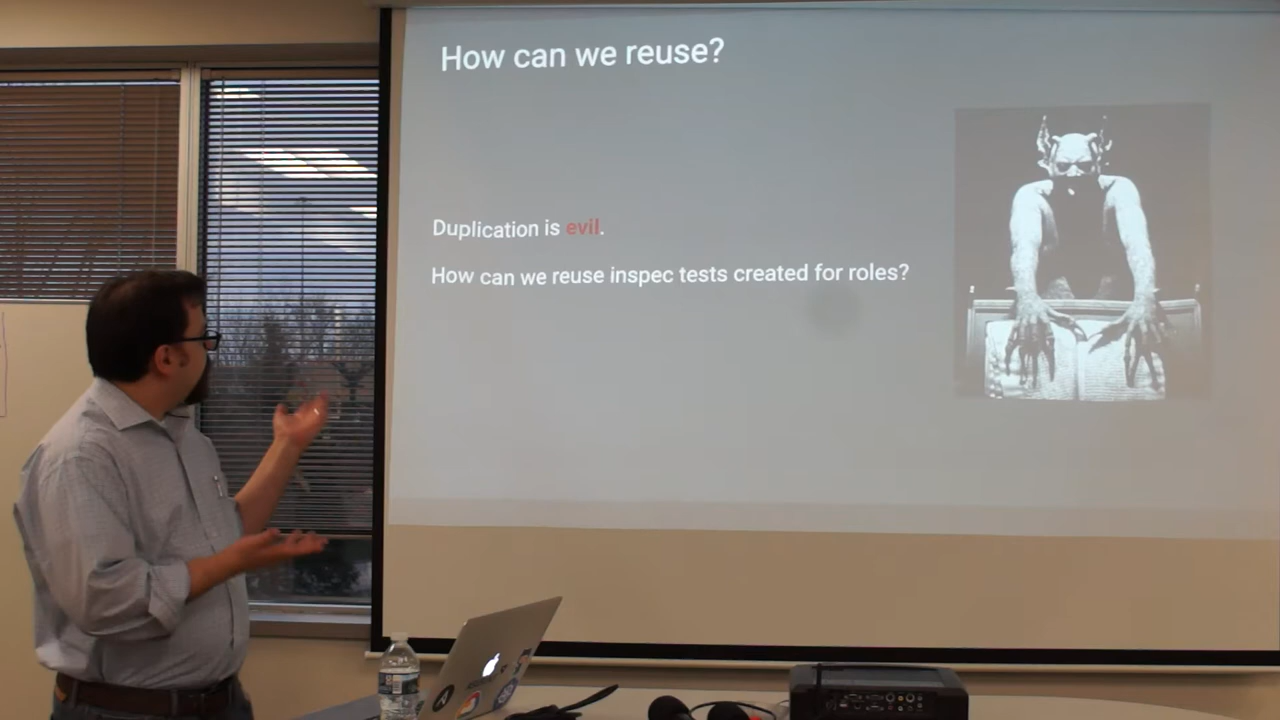 How can we reuse?
Duplication is evil.
How can we reuse inspec tests created for roles?